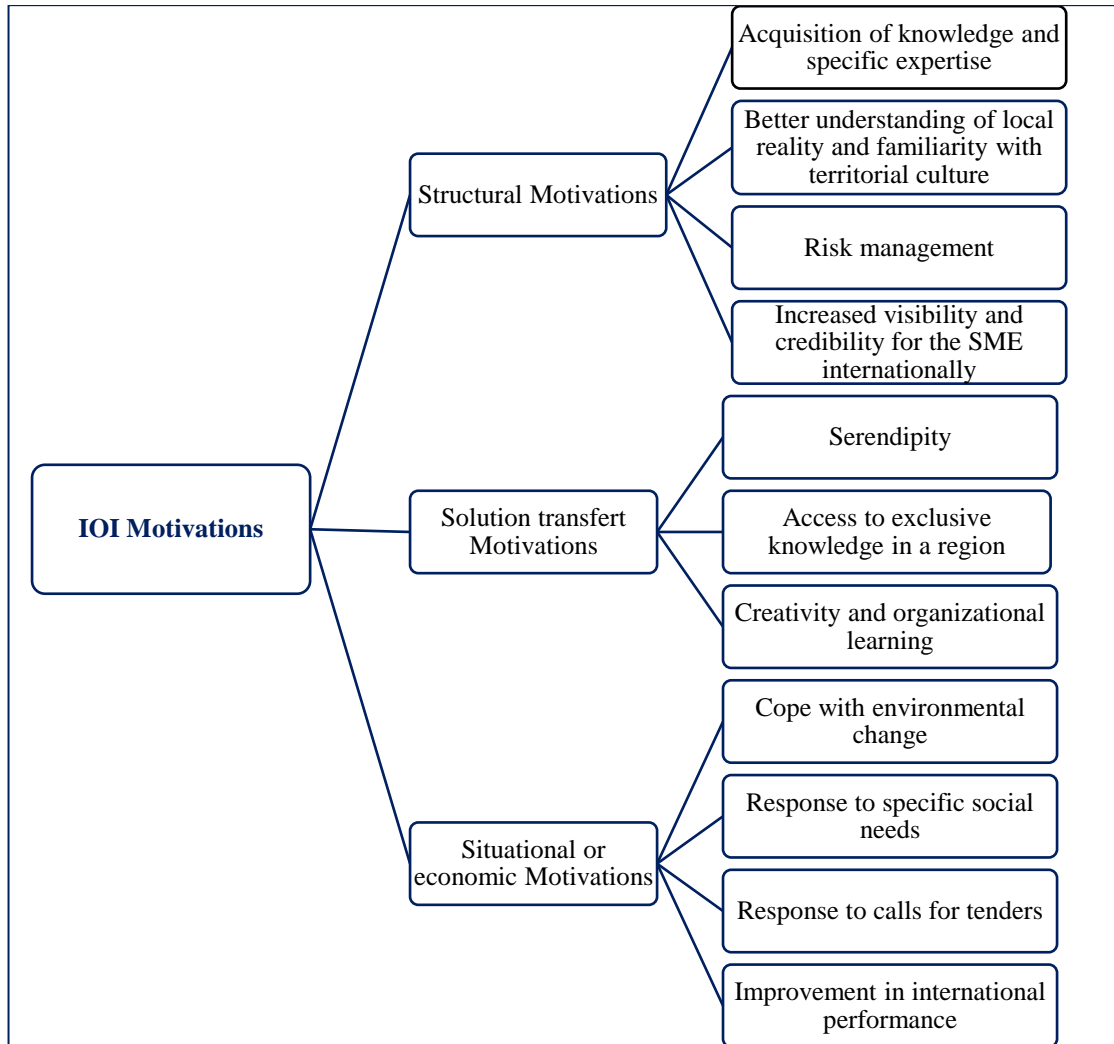 IOI Motivations
Structural Motivations
Acquisition of knowledge and
specific expertise
Better understanding of local
reality and familiarity with
territorial culture
Risk management
Increased visibility and
credibility for the SME
internationally
Solution transfert
Motivations
Serendipity
Access to exclusive
knowledge in a region
Creativity and organizational
learning
Situational or
economic Motivations
Cope with environmental
change
Response to specific social
needs
Response to calls for tenders
Improvement in international
performance